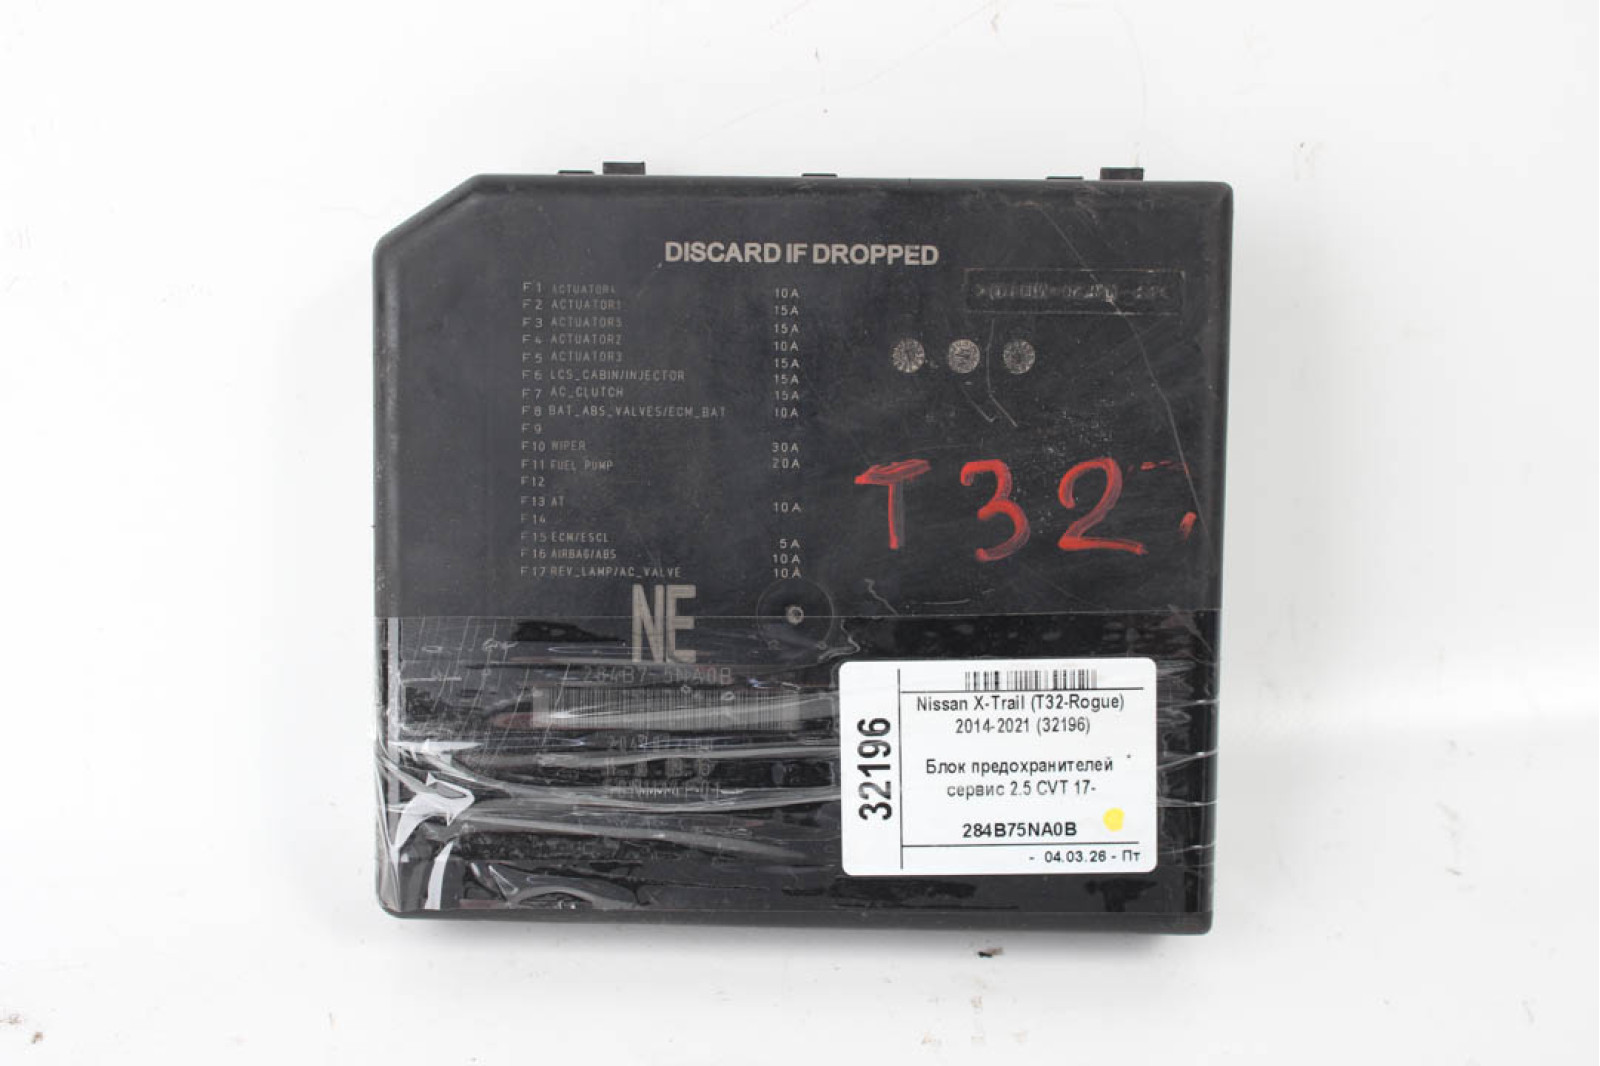 DISCARD IF DROPPED
F1 ACTUATOR4 10A
F2 ACTUATOR1 15A
F3 ACTUATOR5 15A
F4 ACTUATOR2 10A
F5 ACTUATOR3 15A
F6 LCS_CABIN/INJECTOR 15A
F7 AC_CLUTCH 15A
F8 BAT_ABS_VALVES/ECM_BAT 10A
F9
F10 WIPER 30A
F11 FUEL PUMP 20A
F12
F13 AT 10A
F14
F15 ECM/ESCL 5A
F16 AIRBAG/ABS 10A
F17 REV_LAMP/AC_VALVE 10A
T32
NE
284B7-5NA0B
32196
Nissan X-Trail (T32-Rogue)
2014-2021 (32196)
Блок предохранителей
сервис 2.5 CVT 17-
284B75NA0B
- 04.03.26 - Пт